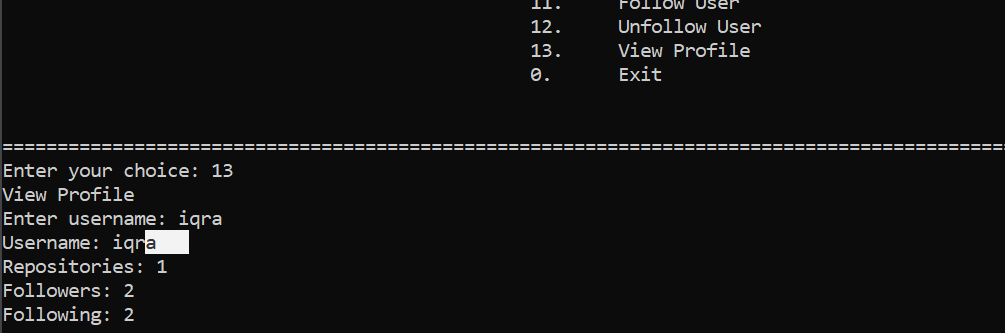 11. Follow User
12. Unfollow User
13. View Profile
0. Exit
================================================================================
Enter your choice: 13
View Profile
Enter username: iqra
Username: iqra
Repositories: 1
Followers: 2
Following: 2